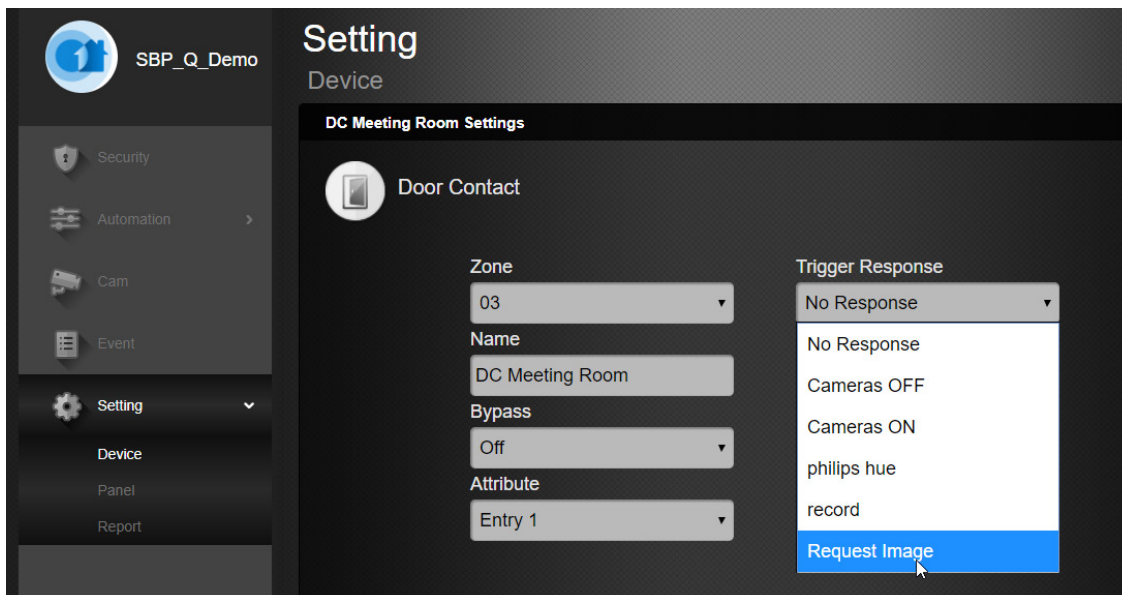 SBP_Q_Demo
Security
Automation
Cam
Event
Setting
Device
Panel
Report
Setting
Device
DC Meeting Room Settings
Door Contact
Zone
03
Name
DC Meeting Room
Bypass
Off
Attribute
Entry 1
Trigger Response
No Response
No Response
Cameras OFF
Cameras ON
philips hue
record
Request Image